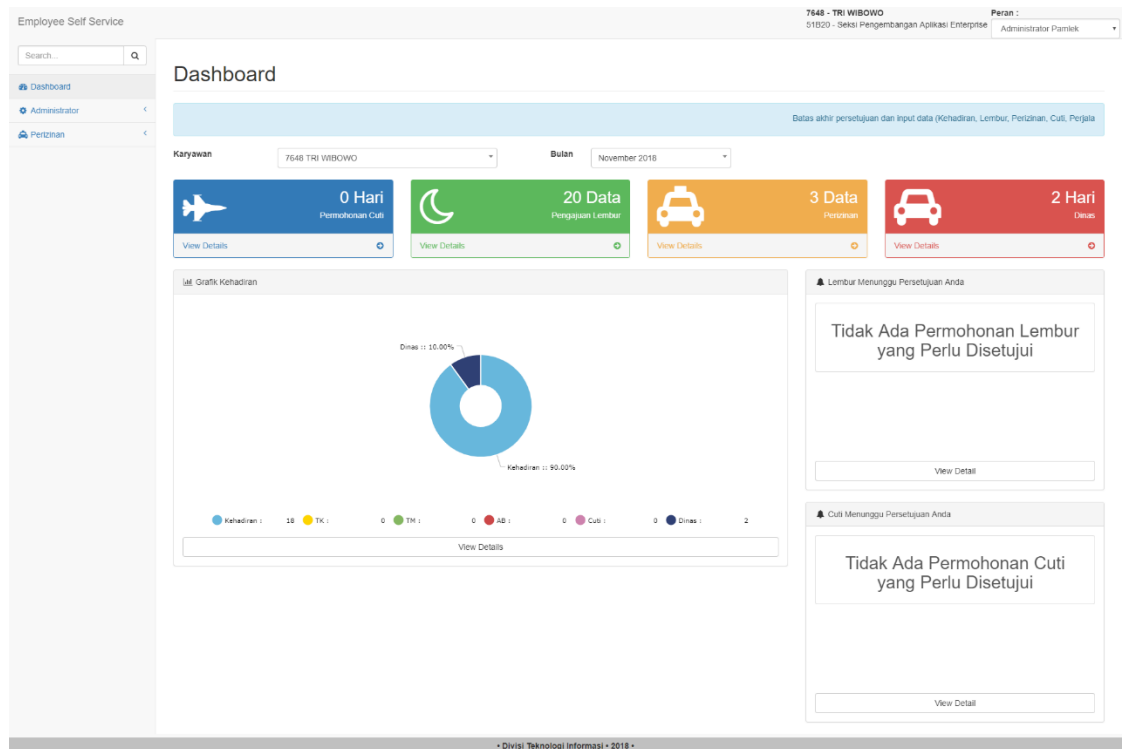 Employee Self Service
7648 - TRI WIBOWO
51B20 - Seksi Pengembangan Aplikasi Enterprise
Peran :
Administrator Pamlek
Search...
Dashboard
Administrator
Perizinan
Dashboard
Batas akhir persetujuan dan input data (Kehadiran, Lembur, Perizinan, Cuti, Perjala
Karyawan
7648 TRI WIBOWO
Bulan
November 2018
0 Hari
Permohonan Cuti
View Details
20 Data
Pengajuan Lembur
View Details
3 Data
Perizinan
View Details
2 Hari
Dinas
View Details
Grafik Kehadiran
Dinas :: 10.00%
Kehadiran :: 90.00%
Kehadiran : 18 TK : 0 TM : 0 AB : 0 Cuti : 0 Dinas : 2
View Details
Lembur Menunggu Persetujuan Anda
Tidak Ada Permohonan Lembur
yang Perlu Disetujui
View Detail
Cuti Menunggu Persetujuan Anda
Tidak Ada Permohonan Cuti
yang Perlu Disetujui
View Detail
• Divisi Teknologi Informasi • 2018 •